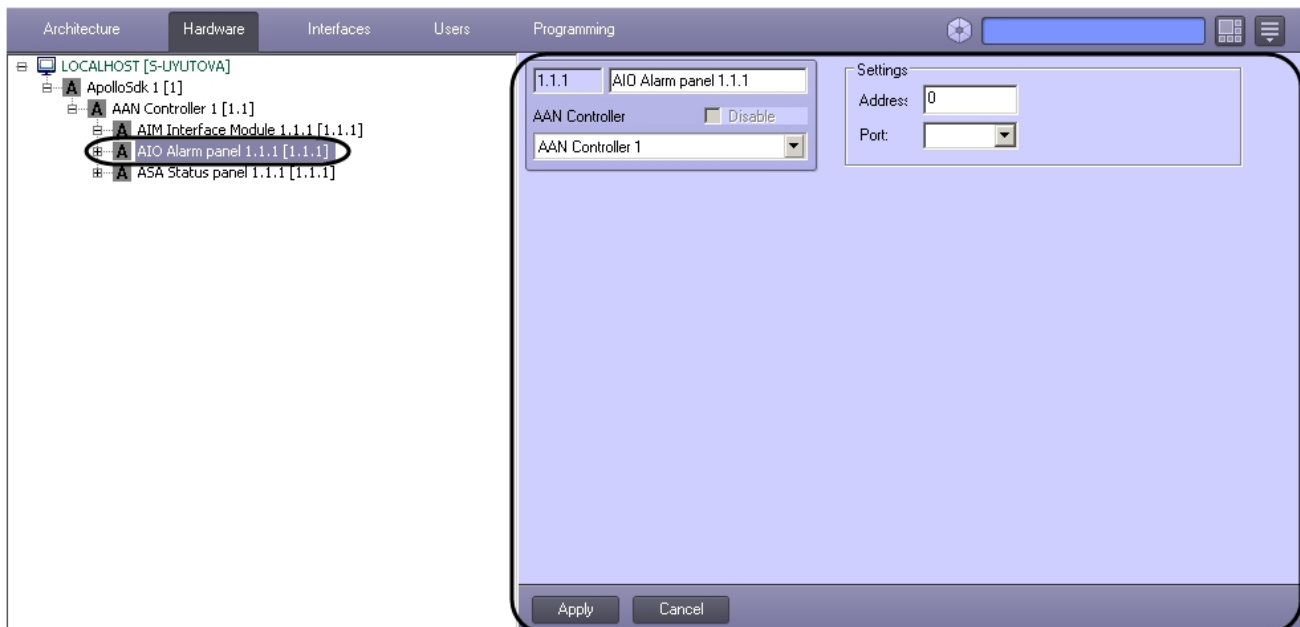 Architecture Hardware Interfaces Users Programming
LOCALHOST [S-UYUTOVA]
ApolloSdk 1 [1]
AAN Controller 1 [1.1]
AIM Interface Module 1.1.1 [1.1.1]
AIO Alarm panel 1.1.1 [1.1.1]
ASA Status panel 1.1.1 [1.1.1]
1.1.1 AIO Alarm panel 1.1.1
AAN Controller Disable
AAN Controller 1
Settings
Address: 0
Port:
Apply Cancel